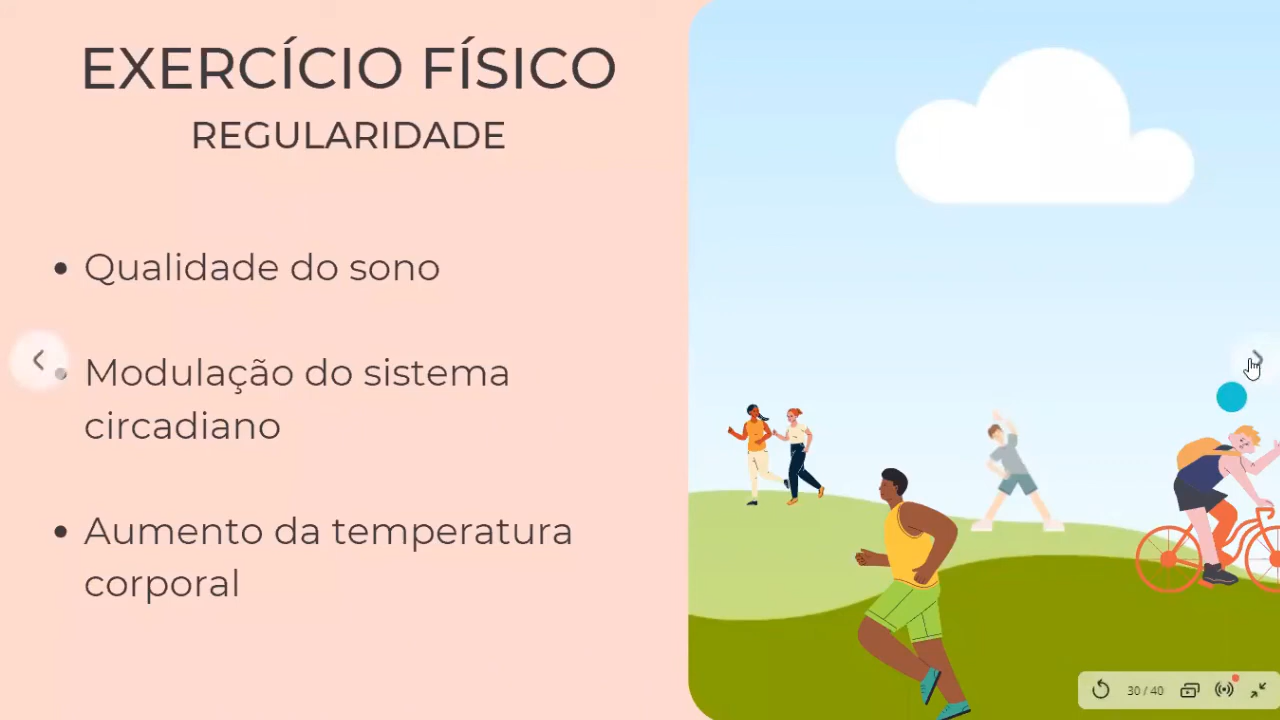 EXERCÍCIO FÍSICO
REGULARIDADE
• Qualidade do sono
• Modulação do sistema
circadiano
• Aumento da temperatura
corporal
30 / 40